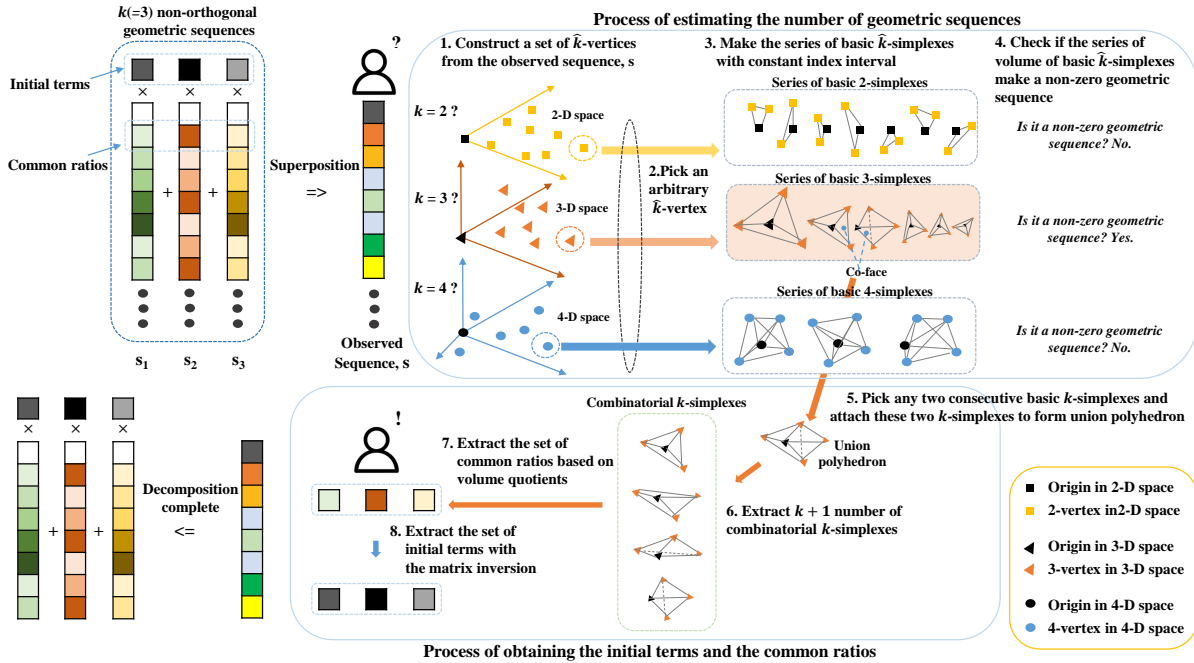 k(=3) non-orthogonal
geometric sequences
Initial terms
× × ×
Common ratios
+ +
s1 s2 s3
Superposition
=>
?
Observed
Sequence, s
Process of estimating the number of geometric sequences
1. Construct a set of k̂-vertices
from the observed sequence, s
k = 2 ?
2-D space
k = 3 ?
3-D space
k = 4 ?
4-D space
2.Pick an
arbitrary
k̂-vertex
3. Make the series of basic k̂-simplexes
with constant index interval
Series of basic 2-simplexes
Series of basic 3-simplexes
Co-face
Series of basic 4-simplexes
4. Check if the series of
volume of basic k̂-simplexes
make a non-zero geometric
sequence
Is it a non-zero geometric
sequence? No.
Is it a non-zero geometric
sequence? Yes.
Is it a non-zero geometric
sequence? No.
5. Pick any two consecutive basic k-simplexes and
attach these two k-simplexes to form union polyhedron
Union
polyhedron
6. Extract k + 1 number of
combinatorial k-simplexes
Combinatorial k-simplexes
!
7. Extract the set of
common ratios based on
volume quotients
8. Extract the set of
initial terms with
the matrix inversion
Process of obtaining the initial terms and the common ratios
× × ×
+ +
Decomposition
complete
<=
Origin in 2-D space
2-vertex in2-D space
Origin in 3-D space
3-vertex in 3-D space
Origin in 4-D space
4-vertex in 4-D space